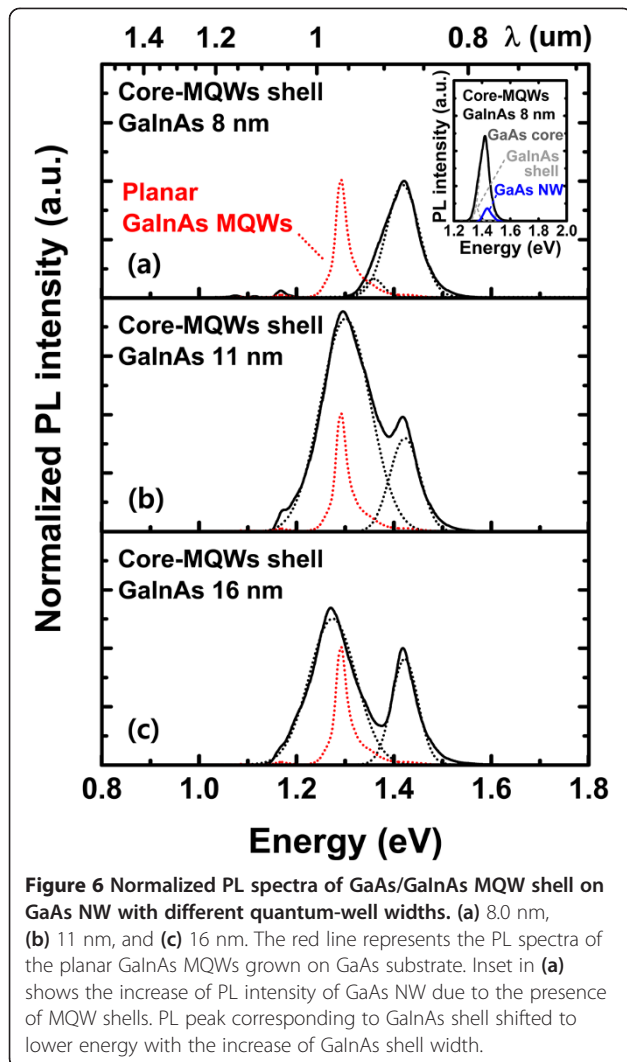 1.4 1.2 1 0.8 λ (um)
Normalized PL intensity (a.u.)
Core-MQWs shell
GaInAs 8 nm
Planar
GaInAs MQWs
(a)
PL intensity (a.u.)
Core-MQWs
GaInAs 8 nm
GaAs core
GaInAs
shell
GaAs NW
1.2 1.4 1.6 1.8 2.0
Energy (eV)
Core-MQWs shell
GaInAs 11 nm
(b)
Core-MQWs shell
GaInAs 16 nm
(c)
0.8 1.0 1.2 1.4 1.6 1.8
Energy (eV)
Figure 6 Normalized PL spectra of GaAs/GaInAs MQW shell on
GaAs NW with different quantum-well widths. (a) 8.0 nm,
(b) 11 nm, and (c) 16 nm. The red line represents the PL spectra of
the planar GaInAs MQWs grown on GaAs substrate. Inset in (a)
shows the increase of PL intensity of GaAs NW due to the presence
of MQW shells. PL peak corresponding to GaInAs shell shifted to
lower energy with the increase of GaInAs shell width.